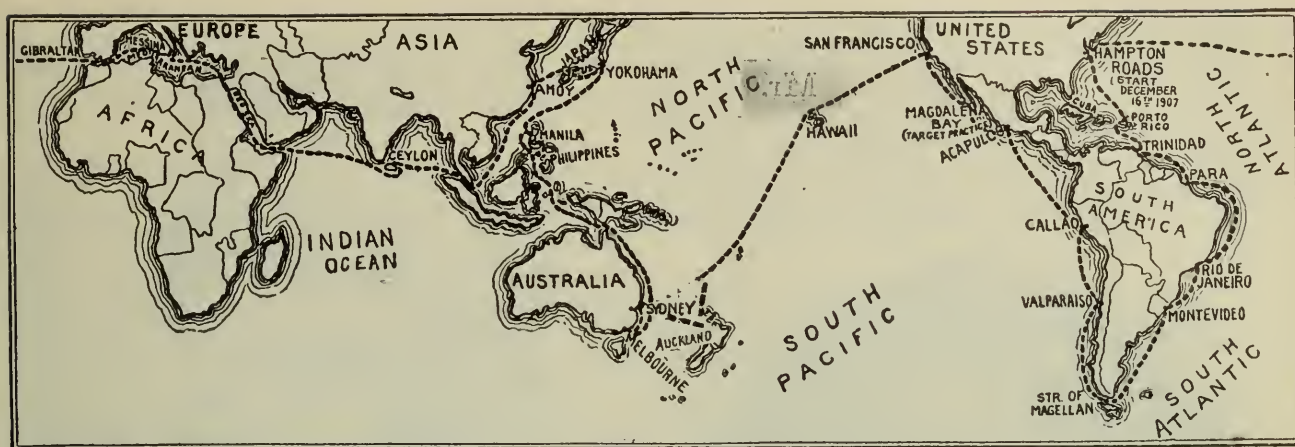 GIBRALTAR
MESSINA
EUROPE
ASIA
AFRICA
CEYLON
INDIAN
OCEAN
JAPAN
YOKOHAMA
AMOY
MANILA
PHILIPPINES
AUSTRALIA
SYDNEY
MELBOURNE
AUCKLAND
NORTH
PACIFIC
HAWAII
SOUTH
PACIFIC
SAN FRANCISCO
UNITED
STATES
MAGDALENA
BAY
(TARGET PRACTICE)
ACAPULCO
HAMPTON
ROADS
(START
DECEMBER
16TH 1907
CUBA
PORTO
RICO
TRINIDAD
PARA
NORTH
ATLANTIC
SOUTH
AMERICA
CALLAO
RIO DE
JANEIRO
VALPARAISO
MONTEVIDEO
STR. OF
MAGELLAN
SOUTH
ATLANTIC